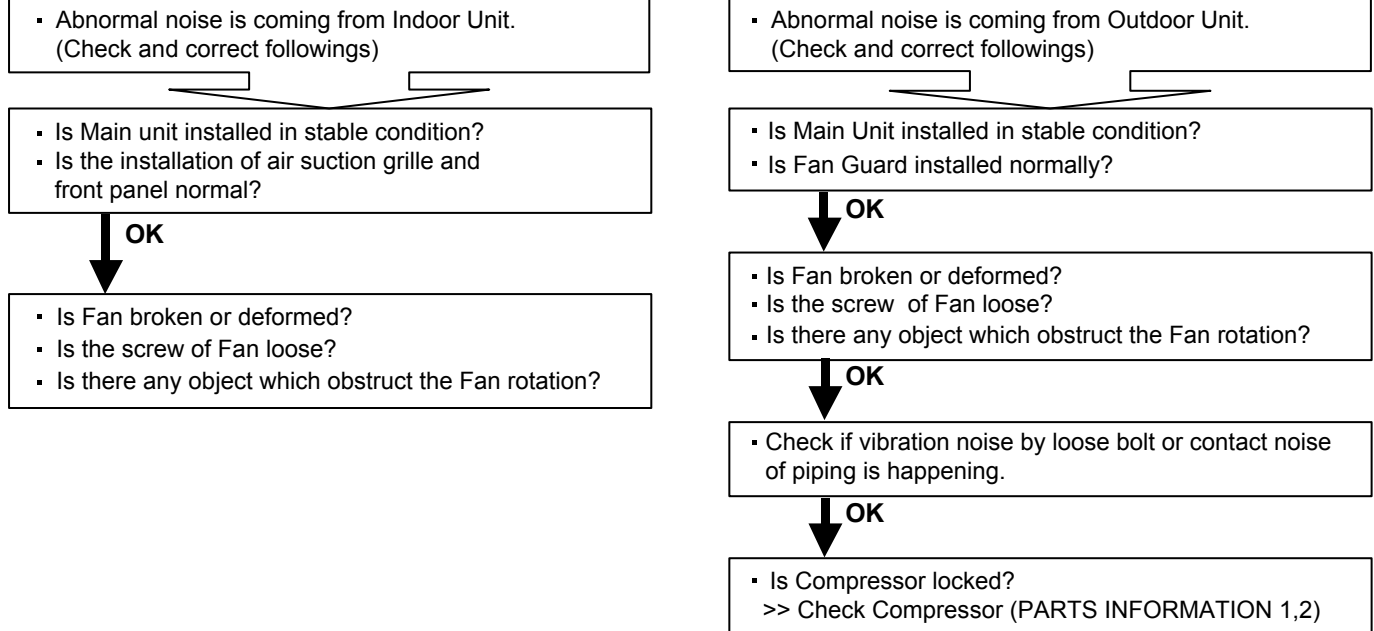 ▪ Abnormal noise is coming from Indoor Unit.
(Check and correct followings)
▪ Is Main unit installed in stable condition?
▪ Is the installation of air suction grille and
front panel normal?
OK
▪ Is Fan broken or deformed?
▪ Is the screw of Fan loose?
▪ Is there any object which obstruct the Fan rotation?
▪ Abnormal noise is coming from Outdoor Unit.
(Check and correct followings)
▪ Is Main Unit installed in stable condition?
▪ Is Fan Guard installed normally?
OK
▪ Is Fan broken or deformed?
▪ Is the screw of Fan loose?
▪ Is there any object which obstruct the Fan rotation?
OK
▪ Check if vibration noise by loose bolt or contact noise
of piping is happening.
OK
▪ Is Compressor locked?
>> Check Compressor (PARTS INFORMATION 1,2)